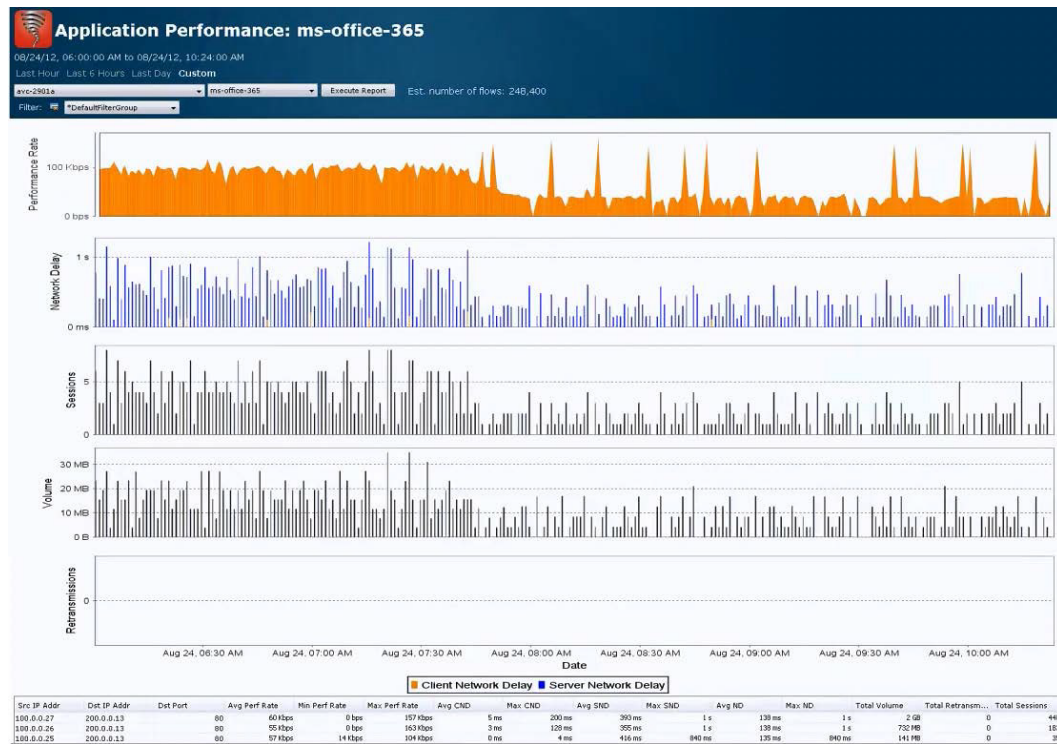 Application Performance: ms-office-365
08/24/12, 06:00:00 AM to 08/24/12, 10:24:00 AM
Last Hour Last 6 Hours Last Day Custom
avc-2901a ms-office-365 Execute Report Est. number of flows: 248,400
Filter: *DefaultFilterGroup
Performance Rate
100 Kbps
0 bps
Network Delay
1 s
0 ms
Sessions
5
0
Volume
30 MB
20 MB
10 MB
0 B
Retransmissions
0
Aug 24, 06:30 AM Aug 24, 07:00 AM Aug 24, 07:30 AM Aug 24, 08:00 AM Aug 24, 08:30 AM Aug 24, 09:00 AM Aug 24, 09:30 AM Aug 24, 10:00 AM
Date
Client Network Delay Server Network Delay
Src IP Addr Dst IP Addr Dst Port Avg Perf Rate Min Perf Rate Max Perf Rate Avg CND Max CND Avg SND Max SND Avg ND Max ND Total Volume Total Retransm... Total Sessions
100.0.0.27 200.0.0.13 80 60 Kbps 0 bps 157 Kbps 5 ms 200 ms 393 ms 1 s 138 ms 1 s 2 GB 0
100.0.0.26 200.0.0.13 80 55 Kbps 0 bps 163 Kbps 3 ms 128 ms 355 ms 1 s 138 ms 1 s 732 MB 0
100.0.0.25 200.0.0.13 80 57 Kbps 14 Kbps 104 Kbps 0 ms 4 ms 416 ms 840 ms 135 ms 840 ms 141 MB 0